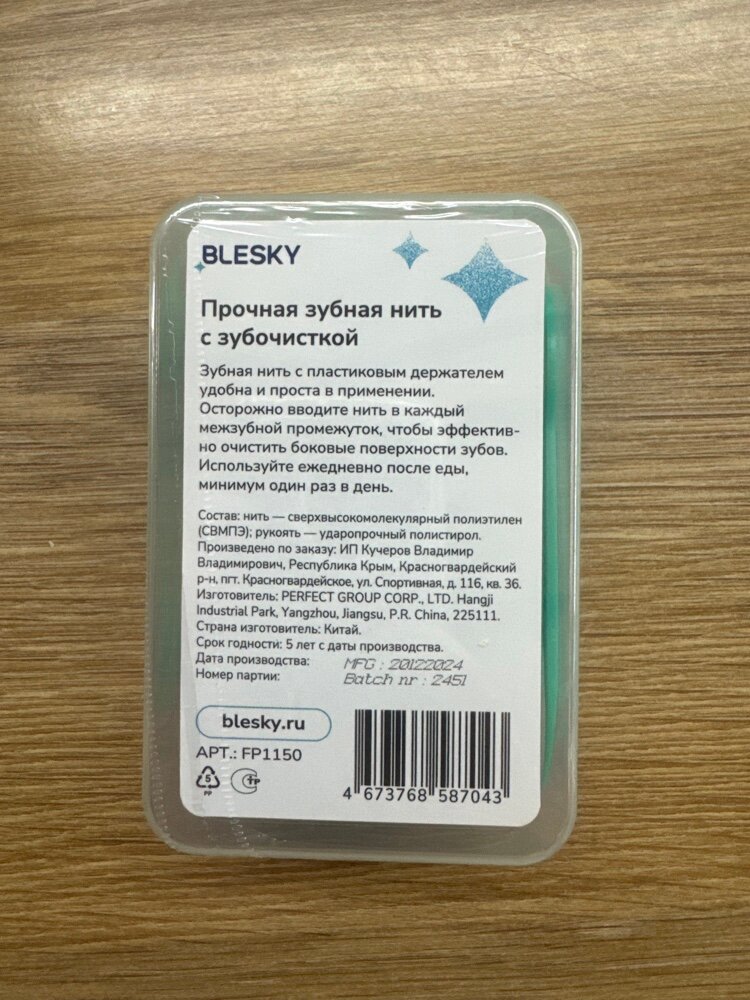 BLESKY
Прочная зубная нить
с зубочисткой
Зубная нить с пластиковым держателем
удобна и проста в применении.
Осторожно вводите нить в каждый
межзубный промежуток, чтобы эффектив-
но очистить боковые поверхности зубов.
Используйте ежедневно после еды,
минимум один раз в день.
Состав: нить — сверхвысокомолекулярный полиэтилен
(СВМПЭ); рукоять — ударопрочный полистирол.
Произведено по заказу: ИП Кучеров Владимир
Владимирович, Республика Крым, Красногвардейский
р-н, пгт. Красногвардейское, ул. Спортивная, д. 116, кв. 36.
Изготовитель: PERFECT GROUP CORP., LTD. Hangji
Industrial Park, Yangzhou, Jiangsu, P.R. China, 225111.
Страна изготовитель: Китай.
Срок годности: 5 лет с даты производства.
Дата производства: MFG : 20122024
Номер партии: Batch nr : 2451
blesky.ru
АРТ.: FP1150
5
PP
4 673768 587043